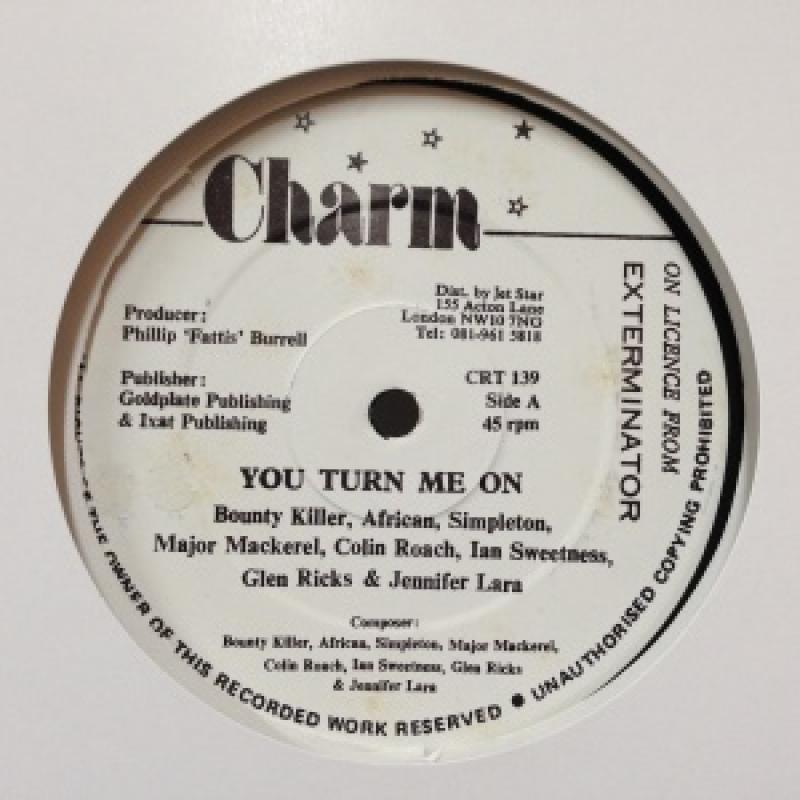 Charm
Producer:
Phillip 'Fattis' Burrell
Dist. by Jet Star
155 Acton Lane
London NW10 7NG
Tel: 081-961 5818
Publisher:
Goldplate Publishing
& Ixat Publishing
CRT 139
Side A
45 rpm
ON LICENCE FROM
EXTERMINATOR
YOU TURN ME ON
Bounty Killer, African, Simpleton,
Major Mackerel, Colin Roach, Ian Sweetness,
Glen Ricks & Jennifer Lara
Composer:
Bounty Killer, African, Simpleton, Major Mackerel,
Colin Roach, Ian Sweetness, Glen Ricks
& Jennifer Lara
THE OWNER OF THIS RECORDED WORK RESERVED • UNAUTHORISED COPYING PROHIBITED